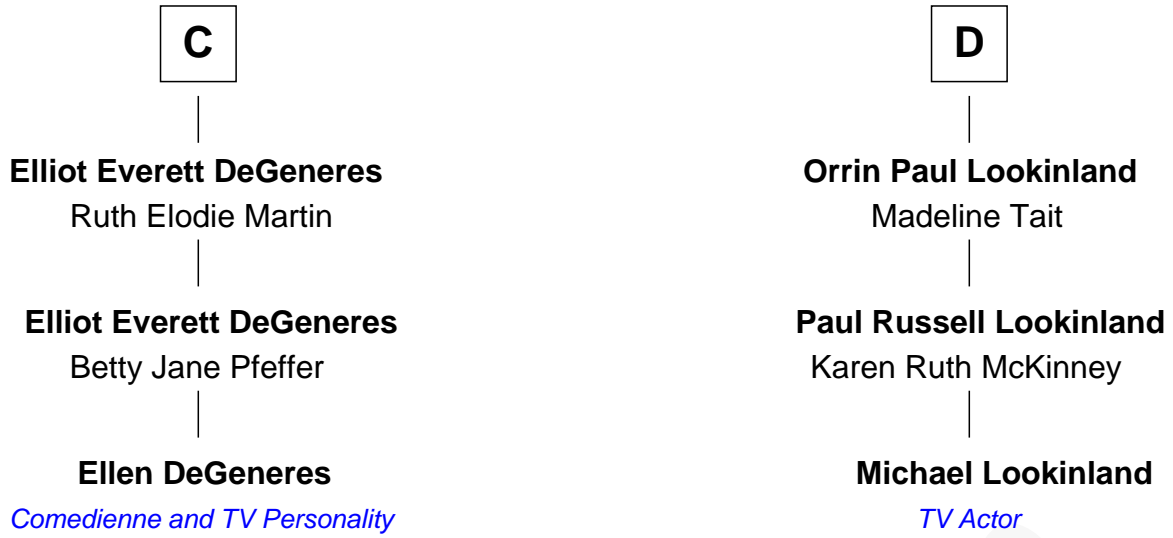 C
Elliot Everett DeGeneres
Ruth Elodie Martin
Elliot Everett DeGeneres
Betty Jane Pfeffer
Ellen DeGeneres
Comedienne and TV Personality
D
Orrin Paul Lookinland
Madeline Tait
Paul Russell Lookinland
Karen Ruth McKinney
Michael Lookinland
TV Actor